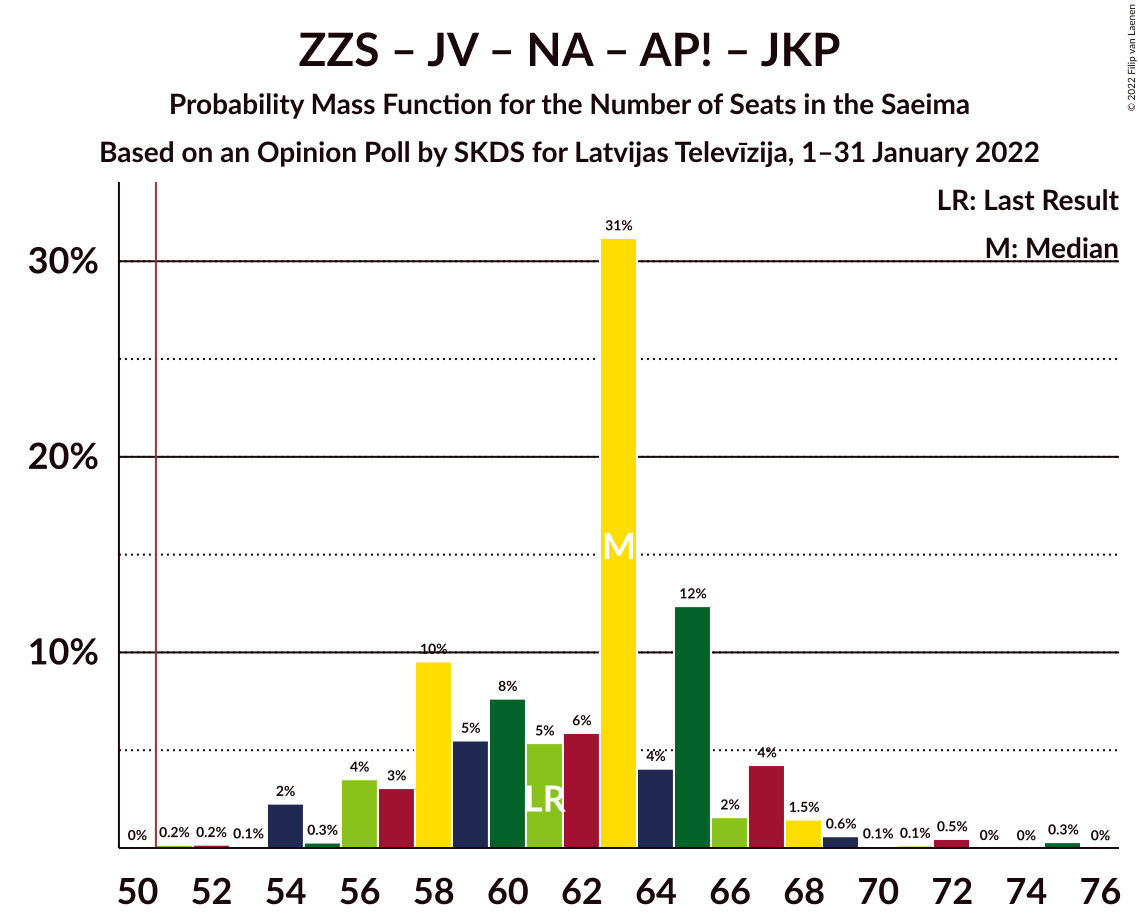 ZZS – JV – NA – AP! – JKP
Probability Mass Function for the Number of Seats in the Saeima
Based on an Opinion Poll by SKDS for Latvijas Televīzija, 1–31 January 2022
© 2022 Filip van Laenen
LR: Last Result
M: Median
30%
20%
10%
0% 0.2% 0.2% 0.1% 2% 0.3% 4% 3% 10% 5% 8% 5% 6% 31% 4% 12% 2% 4% 1.5% 0.6% 0.1% 0.1% 0.5% 0% 0% 0.3% 0%
M
LR
50 52 54 56 58 60 62 64 66 68 70 72 74 76